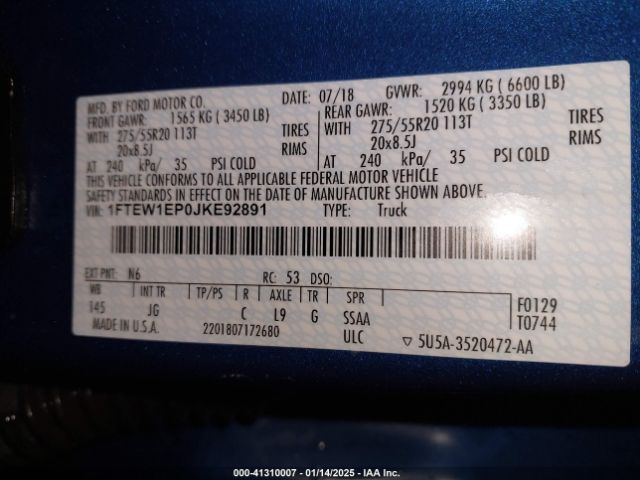 MFD. BY FORD MOTOR CO. DATE: 07/18 GVWR: 2994 KG ( 6600 LB)
FRONT GAWR: 1565 KG ( 3450 LB) REAR GAWR: 1520 KG ( 3350 LB)
WITH 275/55R20 113T TIRES WITH 275/55R20 113T TIRES
20x8.5J RIMS 20x8.5J RIMS
AT 240 kPa/ 35 PSI COLD AT 240 kPa/ 35 PSI COLD
THIS VEHICLE CONFORMS TO ALL APPLICABLE FEDERAL MOTOR VEHICLE
SAFETY STANDARDS IN EFFECT ON THE DATE OF MANUFACTURE SHOWN ABOVE.
VIN: 1FTEW1EP0JKE92891 TYPE: Truck
EXT PNT: N6 RC: 53 DSO:
WB INT TR TP/PS R AXLE TR SPR
145 JG C L9 G SSAA
F0129
T0744
MADE IN U.S.A. 2201807172680 ULC ▽ 5U5A-3520472-AA
000-41310007 - 01/14/2025 - IAA Inc.